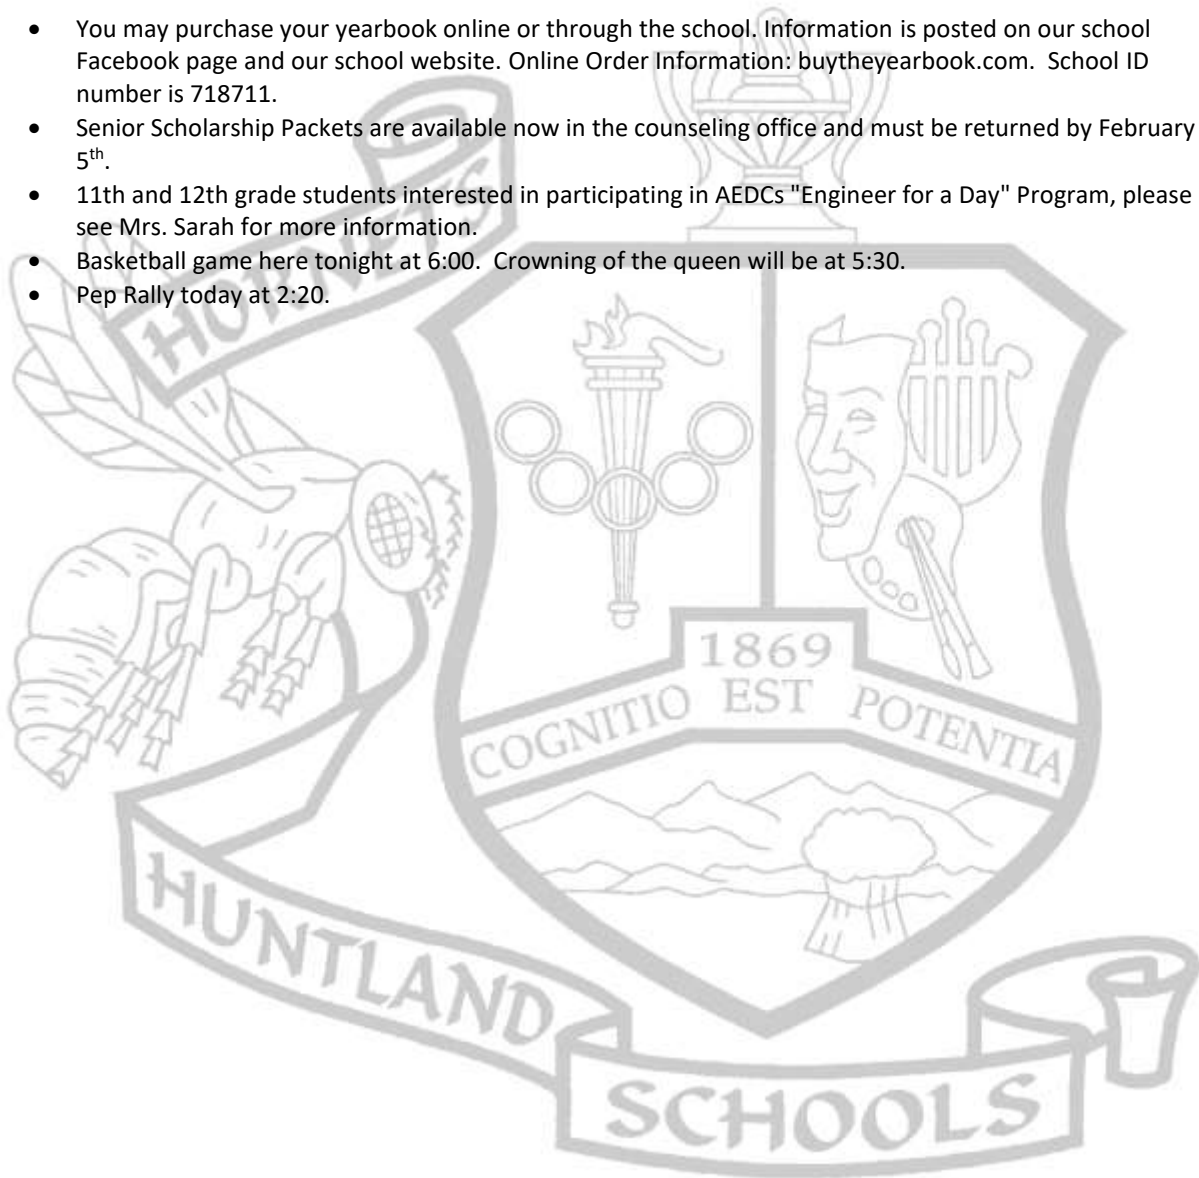 • You may purchase your yearbook online or through the school. Information is posted on our school
Facebook page and our school website. Online Order Information: buytheyearbook.com.  School ID
number is 718711.
• Senior Scholarship Packets are available now in the counseling office and must be returned by February
5th.
• 11th and 12th grade students interested in participating in AEDCs "Engineer for a Day" Program, please
see Mrs. Sarah for more information.
• Basketball game here tonight at 6:00.  Crowning of the queen will be at 5:30.
• Pep Rally today at 2:20.
HORNETS
1869
COGNITIO EST POTENTIA
HUNTLAND
SCHOOLS